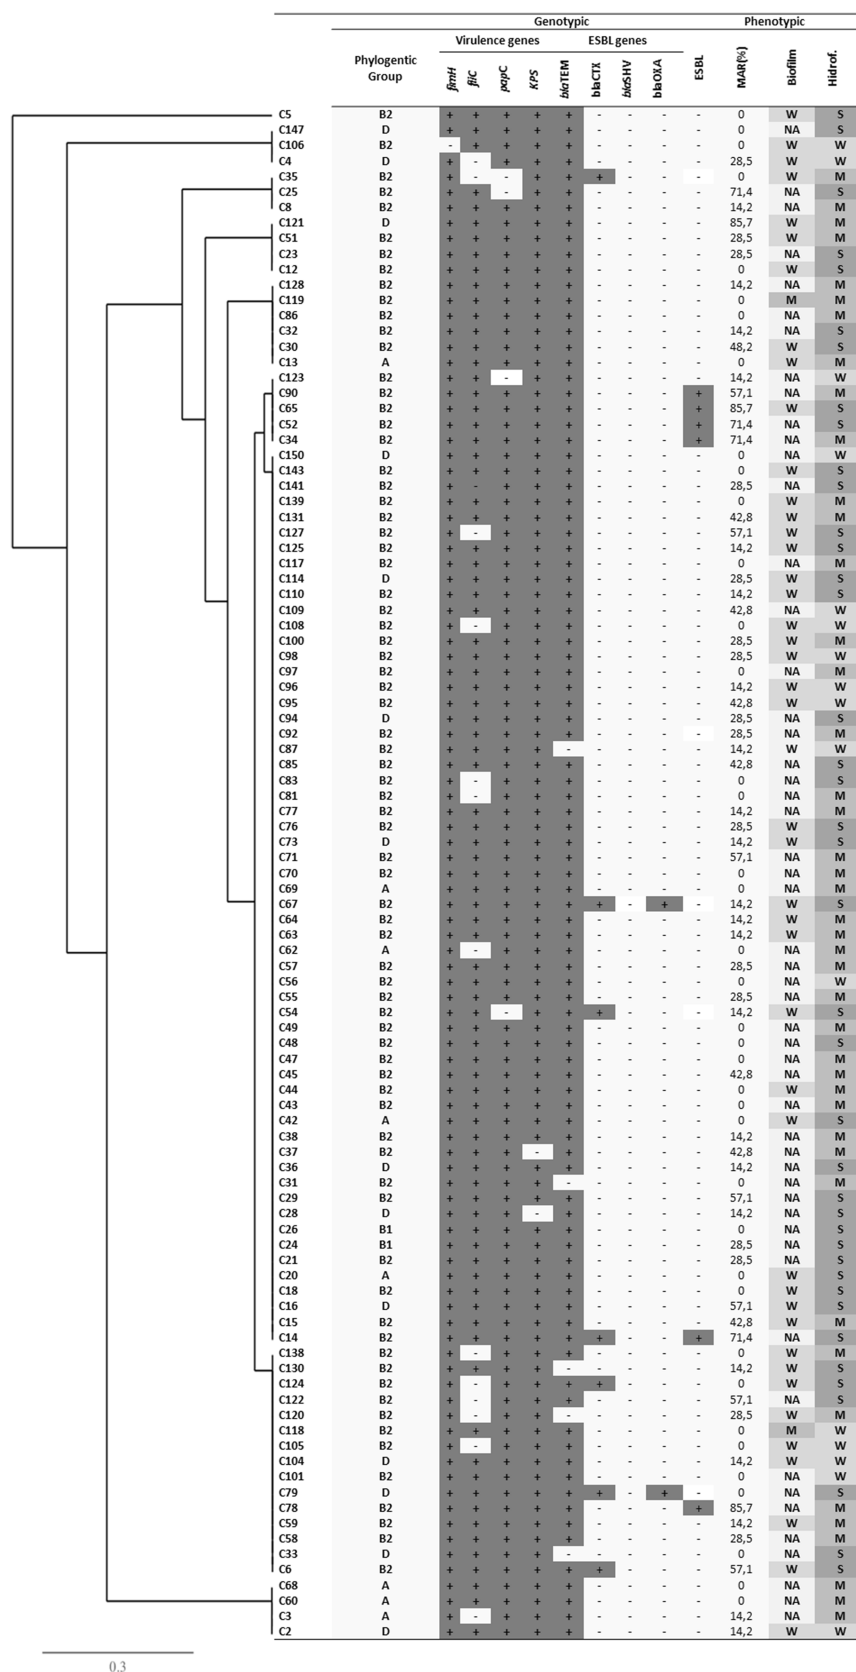 Genotypic Phenotypic
Virulence genes ESBL genes
Phylogentic Group fimH fliC papC KPS blaTEM blaCTX blaSHV blaOXA ESBL MAR(%) Biofilm Hidrof.
C5 B2 + + + + + - - - - 0 W S
C147 D + + + + + - - - - 0 NA S
C106 B2 - + + + + - - - - 0 W W
C4 D + - + + + - - - - 28,5 W W
C35 B2 + - - + + + - - - 0 W M
C25 B2 + + - + + - - - - 71,4 NA S
C8 B2 + + + + + - - - - 14,2 NA M
C121 D + + + + + - - - - 85,7 W M
C51 B2 + + + + + - - - - 28,5 W M
C23 B2 + + + + + - - - - 28,5 NA S
C12 B2 + + + + + - - - - 0 W S
C128 B2 + + + + + - - - - 14,2 NA M
C119 B2 + + + + + - - - - 0 M M
C86 B2 + + + + + - - - - 0 NA M
C32 B2 + + + + + - - - - 14,2 NA S
C30 B2 + + + + + - - - - 48,2 W S
C13 A + + + + + - - - - 0 W M
C123 B2 + + - + + - - - - 14,2 NA W
C90 B2 + + + + + - - - + 57,1 NA M
C65 B2 + + + + + - - - + 85,7 W S
C52 B2 + + + + + - - - + 71,4 NA S
C34 B2 + + + + + - - - + 71,4 NA M
C150 D + + + + + - - - - 0 NA W
C143 B2 + + + + + - - - - 0 W S
C141 B2 + - + + + - - - - 28,5 NA S
C139 B2 + + + + + - - - - 0 W M
C131 B2 + + + + + - - - - 42,8 W M
C127 B2 + - + + + - - - - 57,1 W S
C125 B2 + + + + + - - - - 14,2 W S
C117 B2 + + + + + - - - - 0 NA M
C114 D + + + + + - - - - 28,5 W S
C110 B2 + + + + + - - - - 14,2 W S
C109 B2 + + + + + - - - - 42,8 NA W
C108 B2 + - + + + - - - - 0 W W
C100 B2 + + + + + - - - - 28,5 W M
C98 B2 + + + + + - - - - 28,5 W W
C97 B2 + + + + + - - - - 0 NA M
C96 B2 + + + + + - - - - 14,2 W W
C95 B2 + + + + + - - - - 42,8 W W
C94 D + + + + + - - - - 28,5 NA S
C92 B2 + + + + + - - - - 28,5 NA M
C87 B2 + + + + - - - - - 14,2 W W
C85 B2 + + + + + - - - - 42,8 NA S
C83 B2 + - + + + - - - - 0 NA S
C81 B2 + - + + + - - - - 0 NA M
C77 B2 + + + + + - - - - 14,2 NA M
C76 B2 + + + + + - - - - 28,5 W S
C73 D + + + + + - - - - 14,2 W S
C71 B2 + + + + + - - - - 57,1 NA M
C70 B2 + + + + + - - - - 0 NA M
C69 A + + + + + - - - - 0 NA M
C67 B2 + + + + + + - + - 14,2 W S
C64 B2 + + + + + - - - - 14,2 W M
C63 B2 + + + + + - - - - 14,2 W M
C62 A + - + + + - - - - 0 NA M
C57 B2 + + + + + - - - - 28,5 NA M
C56 B2 + + + + + - - - - 0 NA W
C55 B2 + + + + + - - - - 28,5 NA M
C54 B2 + + - + + + - - - 14,2 W S
C49 B2 + + + + + - - - - 0 NA M
C48 B2 + + + + + - - - - 0 NA S
C47 B2 + + + + + - - - - 0 NA M
C45 B2 + + + + + - - - - 42,8 NA M
C44 B2 + + + + + - - - - 0 W M
C43 B2 + + + + + - - - - 0 NA M
C42 A + + + + + - - - - 0 W S
C38 B2 + + + + + - - - - 14,2 NA M
C37 B2 + + + - + - - - - 42,8 NA M
C36 D + + + + + - - - - 14,2 NA S
C31 B2 + + + + - - - - - 0 NA M
C29 B2 + + + + + - - - - 57,1 NA S
C28 D + + + - + - - - - 14,2 NA S
C26 B1 + + + + + - - - - 0 NA S
C24 B1 + + + + + - - - - 28,5 NA S
C21 B2 + + + + + - - - - 28,5 NA S
C20 A + + + + + - - - - 0 W S
C18 B2 + + + + + - - - - 0 W S
C16 D + + + + + - - - - 57,1 W S
C15 B2 + + + + + - - - - 42,8 W M
C14 B2 + + + + + + - - + 71,4 NA S
C138 B2 + - + + + - - - - 0 W M
C130 B2 + + + + - - - - - 14,2 W S
C124 B2 + - + + + + - - - 0 W S
C122 B2 + - + + + - - - - 57,1 NA S
C120 B2 + - + + - - - - - 28,5 W M
C118 B2 + + + + + - - - - 0 M W
C105 B2 + - + + + - - - - 0 W W
C104 D + + + + + - - - - 14,2 W W
C101 B2 + + + + + - - - - 0 NA W
C79 D + + + + + + - + - 0 NA S
C78 B2 + + + + + - - - + 85,7 NA M
C59 B2 + + + + + - - - - 14,2 W M
C58 B2 + + + + + - - - - 28,5 NA M
C33 D + + + + - - - - - 0 NA S
C6 B2 + + + + + + - - - 57,1 W S
C68 A + + + + + - - - - 0 NA M
C60 A + + + + + - - - - 0 NA M
C3 A + - + + + - - - - 14,2 NA M
C2 D + + + + + - - - - 14,2 W W
0.3